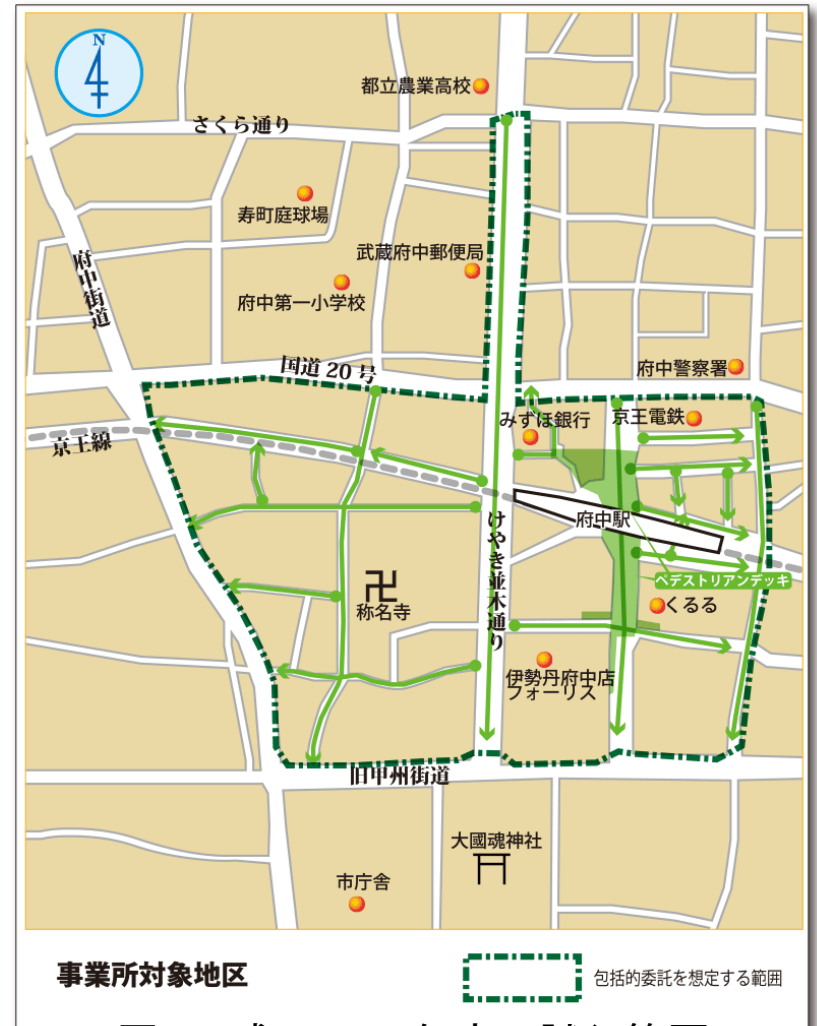 N
都立農業高校
さくら通り
寿町庭球場
武蔵府中郵便局
府中街道
府中第一小学校
国道20号
府中警察署
みずほ銀行
京王電鉄
京王線
府中駅
けやき並木通り
ペデストリアンデッキ
卍
称名寺
くるる
伊勢丹府中店
フォーリス
旧甲州街道
大國魂神社
市庁舎
事業所対象地区
包括的委託を想定する範囲